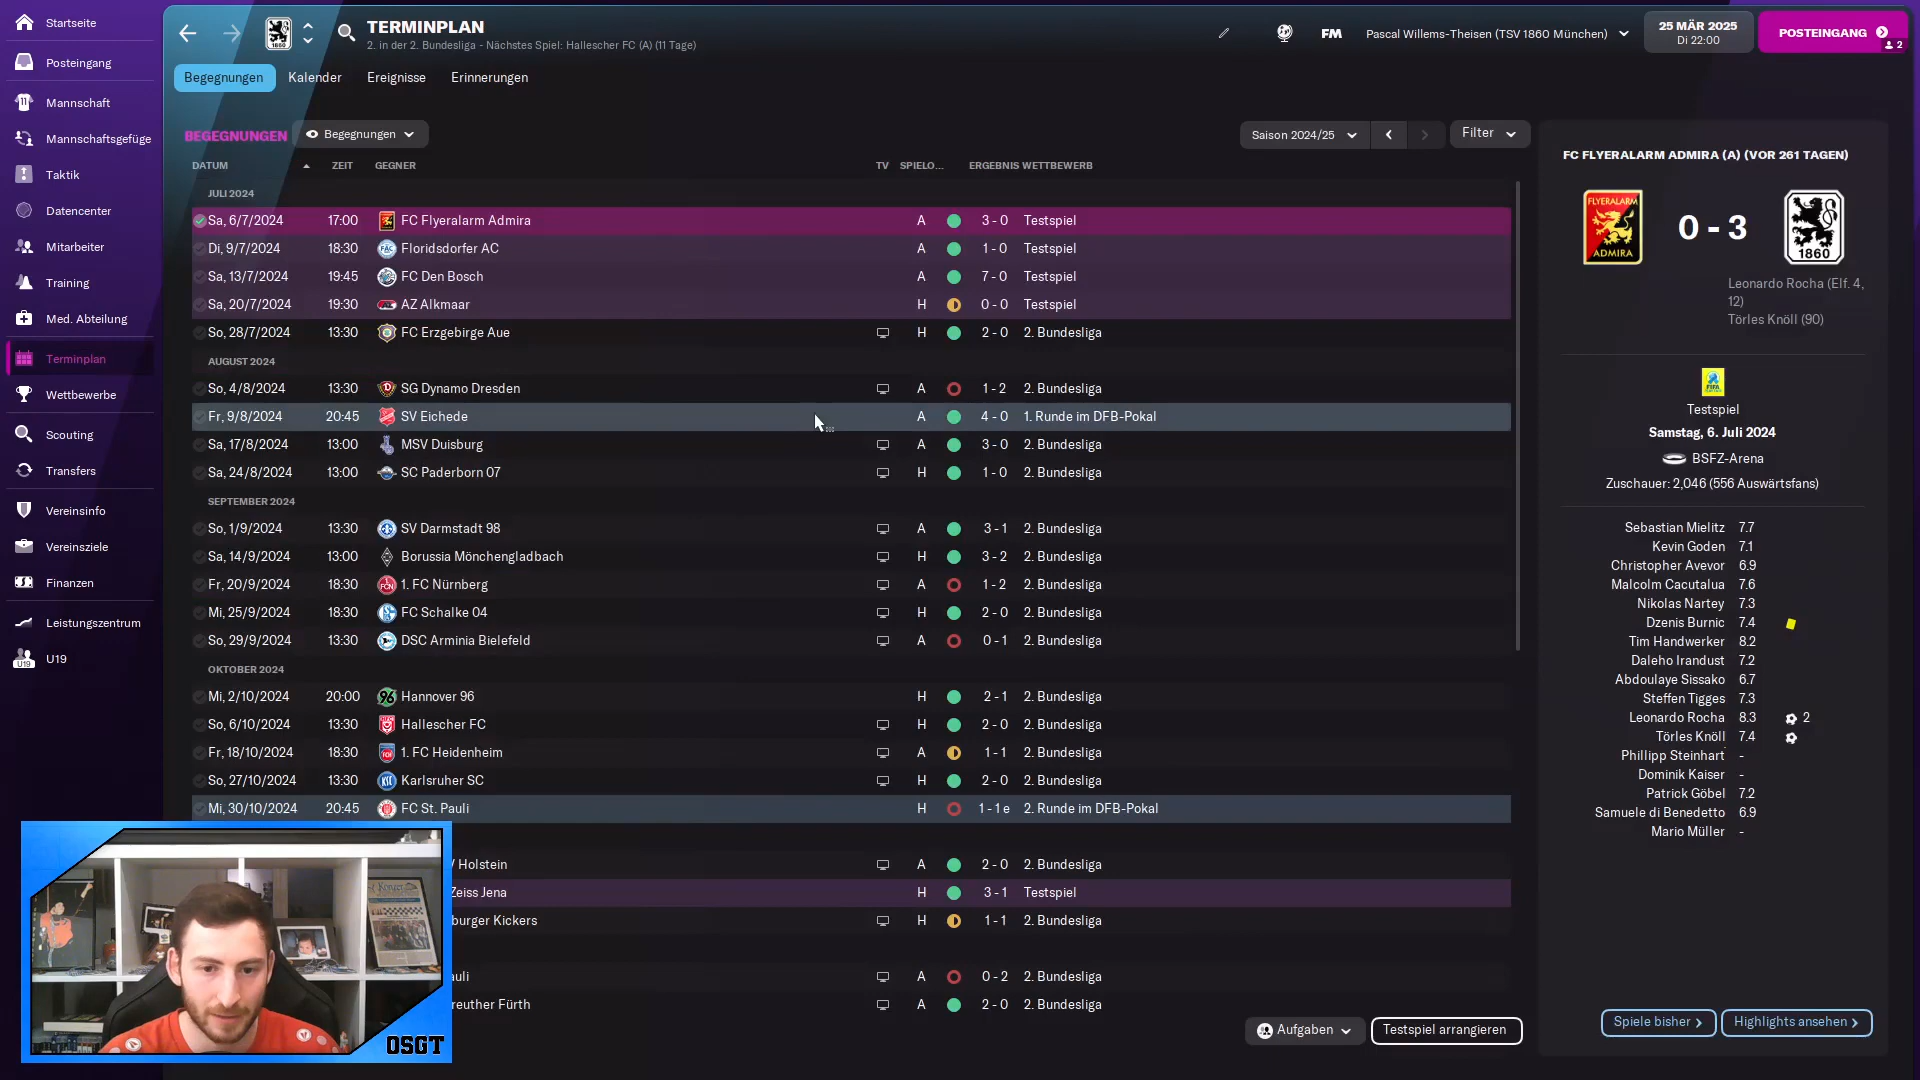 Startseite
Posteingang
Mannschaft
Mannschaftsgefüge
Taktik
Datencenter
Mitarbeiter
Training
Med. Abteilung
Terminplan
Wettbewerbe
Scouting
Transfers
Vereinsinfo
Vereinsziele
Finanzen
Leistungszentrum
U19
U19
1860
TERMINPLAN
2. in der 2. Bundesliga - Nächstes Spiel: Hallescher FC (A) (11 Tage)
FM
Pascal Willems-Theisen (TSV 1860 München)
25 MÄR 2025
Di 22:00
POSTEINGANG
2
Begegnungen Kalender Ereignisse Erinnerungen
BEGEGNUNGEN Begegnungen
Saison 2024/25 Filter
DATUM ZEIT GEGNER TV SPIELO... ERGEBNIS WETTBEWERB
JULI 2024
Sa, 6/7/2024 17:00 FC Flyeralarm Admira A 3 - 0 Testspiel
Di, 9/7/2024 18:30 Floridsdorfer AC A 1 - 0 Testspiel
Sa, 13/7/2024 19:45 FC Den Bosch A 7 - 0 Testspiel
Sa, 20/7/2024 19:30 AZ Alkmaar H 0 - 0 Testspiel
So, 28/7/2024 13:30 FC Erzgebirge Aue H 2 - 0 2. Bundesliga
AUGUST 2024
So, 4/8/2024 13:30 SG Dynamo Dresden A 1 - 2 2. Bundesliga
Fr, 9/8/2024 20:45 SV Eichede A 4 - 0 1. Runde im DFB-Pokal
Sa, 17/8/2024 13:00 MSV Duisburg A 3 - 0 2. Bundesliga
Sa, 24/8/2024 13:00 SC Paderborn 07 H 1 - 0 2. Bundesliga
SEPTEMBER 2024
So, 1/9/2024 13:30 SV Darmstadt 98 A 3 - 1 2. Bundesliga
Sa, 14/9/2024 13:00 Borussia Mönchengladbach H 3 - 2 2. Bundesliga
Fr, 20/9/2024 18:30 1. FC Nürnberg A 1 - 2 2. Bundesliga
Mi, 25/9/2024 18:30 FC Schalke 04 H 2 - 0 2. Bundesliga
So, 29/9/2024 13:30 DSC Arminia Bielefeld A 0 - 1 2. Bundesliga
OKTOBER 2024
Mi, 2/10/2024 20:00 Hannover 96 H 2 - 1 2. Bundesliga
So, 6/10/2024 13:30 Hallescher FC H 2 - 0 2. Bundesliga
Fr, 18/10/2024 18:30 1. FC Heidenheim A 1 - 1 2. Bundesliga
So, 27/10/2024 13:30 Karlsruher SC H 2 - 0 2. Bundesliga
Mi, 30/10/2024 20:45 FC St. Pauli H 1 - 1 e 2. Runde im DFB-Pokal
Holstein A 2 - 0 2. Bundesliga
Zeiss Jena H 3 - 1 Testspiel
burger Kickers H 1 - 1 2. Bundesliga
auli A 0 - 2 2. Bundesliga
reuther Fürth A 2 - 0 2. Bundesliga
Aufgaben Testspiel arrangieren
FC FLYERALARM ADMIRA (A) (VOR 261 TAGEN)
FLYERALARM
ADMIRA
0 - 3
1860
Leonardo Rocha (Elf. 4,
12)
Törles Knöll (90)
FIFA
Testspiel
Samstag, 6. Juli 2024
BSFZ-Arena
Zuschauer: 2,046 (556 Auswärtsfans)
Sebastian Mielitz 7.7
Kevin Goden 7.1
Christopher Avevor 6.9
Malcolm Cacutalua 7.6
Nikolas Nartey 7.3
Dzenis Burnic 7.4
Tim Handwerker 8.2
Daleho Irandust 7.2
Abdoulaye Sissako 6.7
Steffen Tigges 7.3
Leonardo Rocha 8.3 2
Törles Knöll 7.4
Phillipp Steinhart -
Dominik Kaiser -
Patrick Göbel 7.2
Samuele di Benedetto 6.9
Mario Müller -
Spiele bisher Highlights ansehen
OSGT